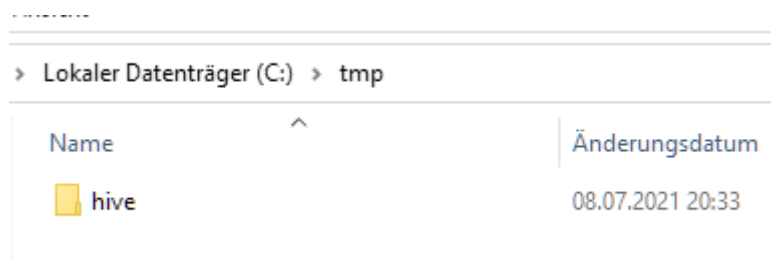 Lokaler Datenträger (C:) tmp
Name Änderungsdatum
hive 08.07.2021 20:33